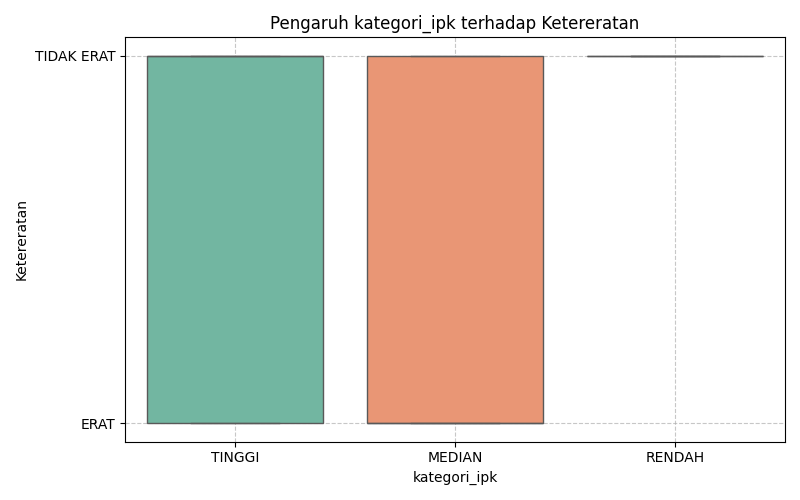 Pengaruh kategori_ipk terhadap Ketereratan
TIDAK ERAT
Ketereratan
ERAT
TINGGI
MEDIAN
RENDAH
kategori_ipk